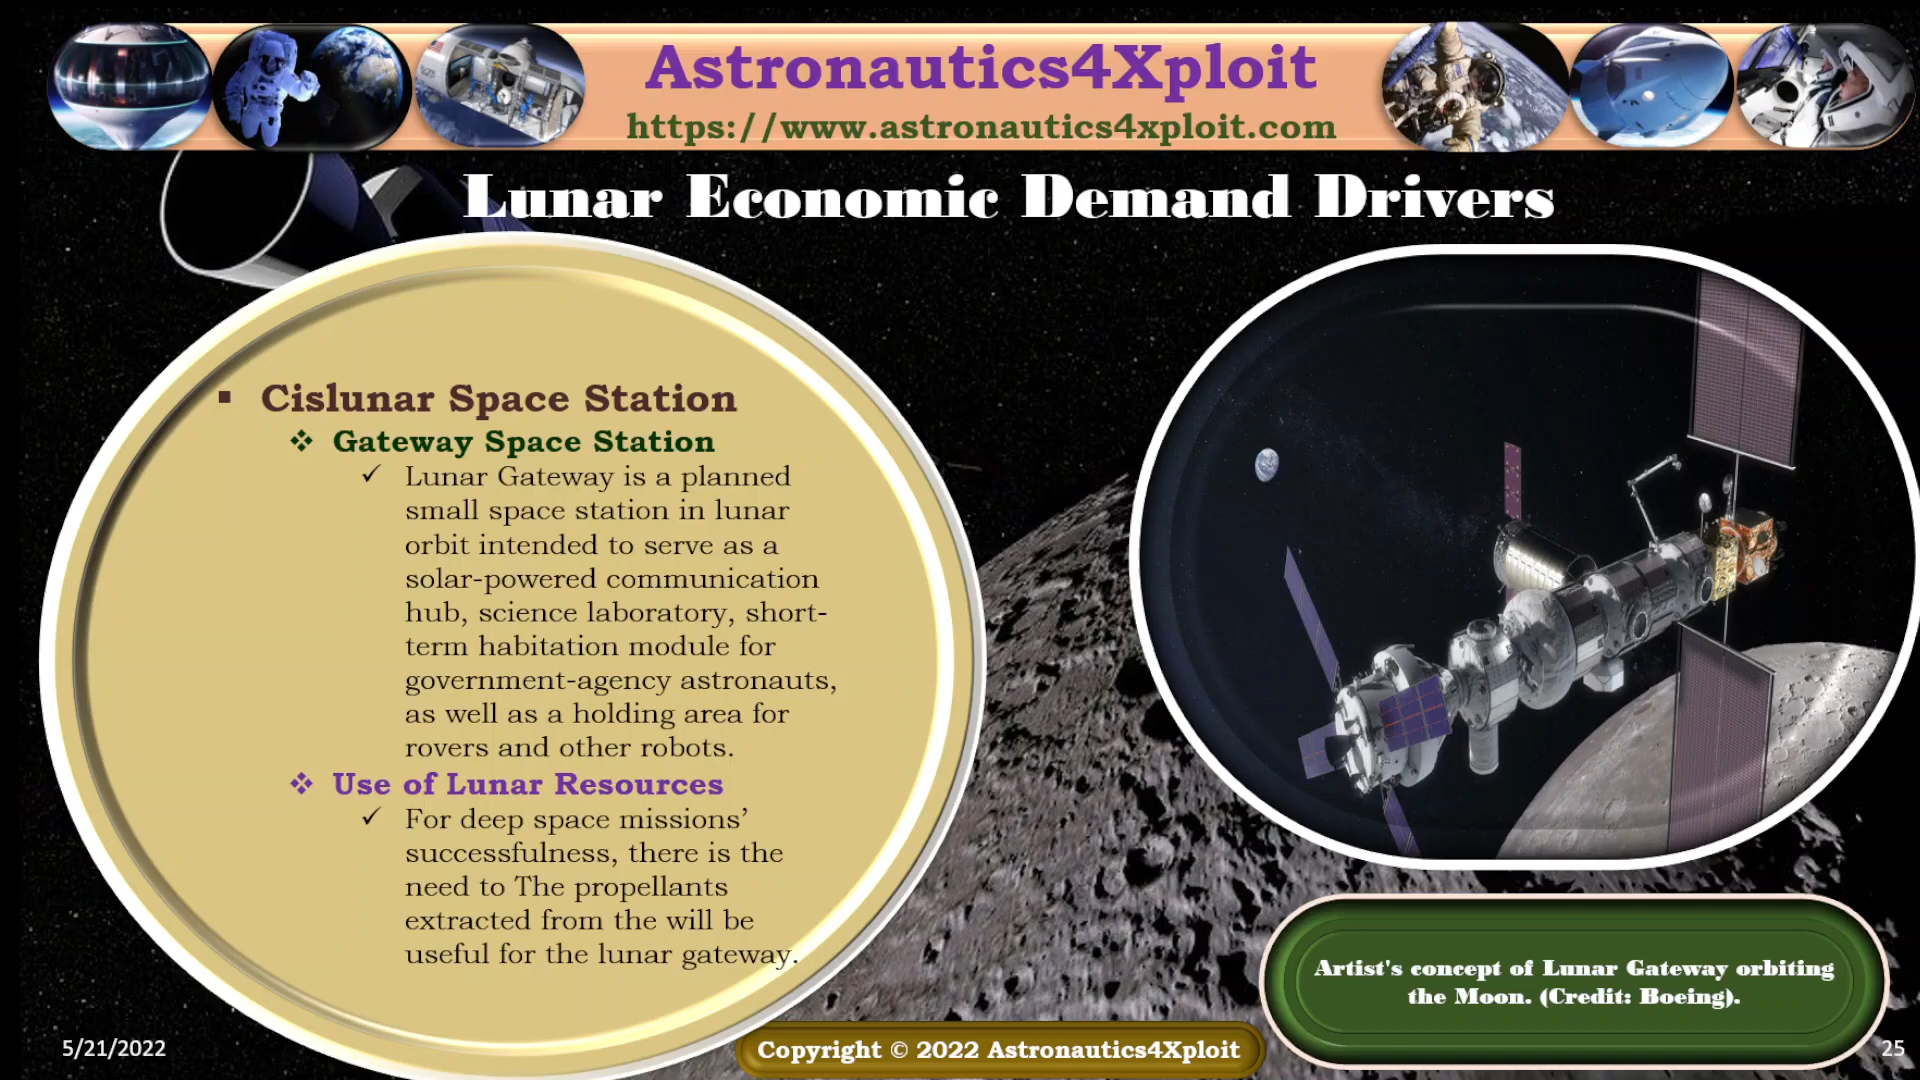 Astronautics4Xploit
https://www.astronautics4xploit.com
Lunar Economic Demand Drivers
▪ Cislunar Space Station
❖ Gateway Space Station
✓ Lunar Gateway is a planned
small space station in lunar
orbit intended to serve as a
solar-powered communication
hub, science laboratory, short-
term habitation module for
government-agency astronauts,
as well as a holding area for
rovers and other robots.
❖ Use of Lunar Resources
✓ For deep space missions’
successfulness, there is the
need to The propellants
extracted from the will be
useful for the lunar gateway.
Artist's concept of Lunar Gateway orbiting
the Moon. (Credit: Boeing).
5/21/2022
Copyright © 2022 Astronautics4Xploit
25